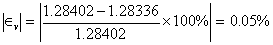 |∈ᵥ| = |(1.28402 − 1.28336)/1.28402 × 100%| = 0.05%